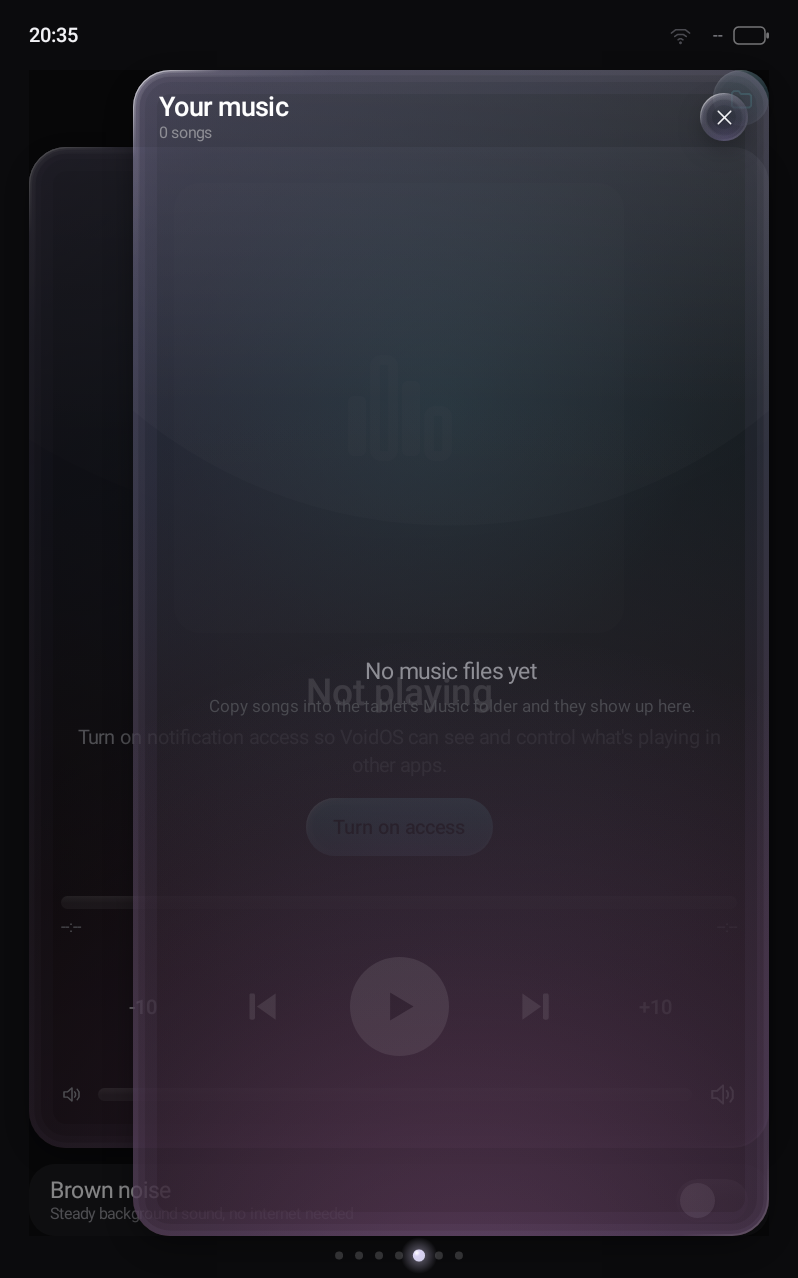 20:35
--
Your music
0 songs
No music files yet
Not playing
Copy songs into the tablet's Music folder and they show up here.
Turn on notification access so VoidOS can see and control what's playing in
other apps.
Turn on access
--:--
--:--
-10
+10
Brown noise
Steady background sound, no internet needed